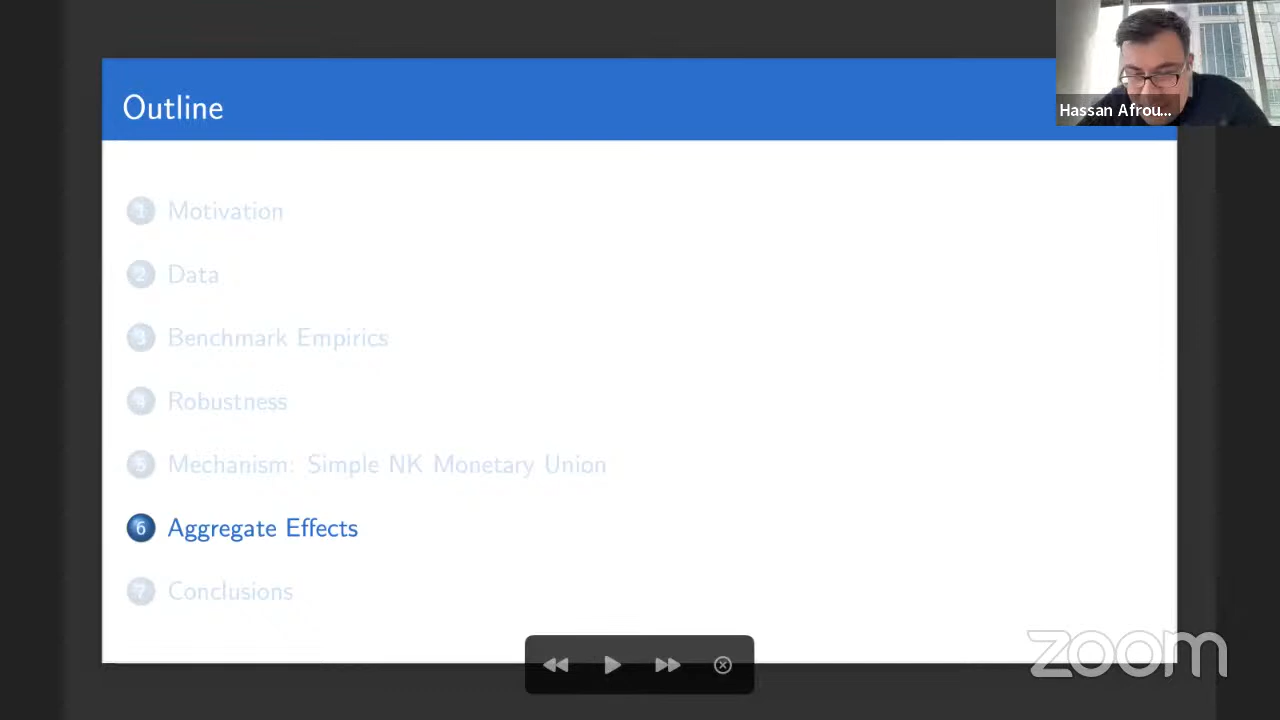 Outline
Hassan Afrou...
1 Motivation
2 Data
3 Benchmark Empirics
4 Robustness
5 Mechanism: Simple NK Monetary Union
6 Aggregate Effects
7 Conclusions
zoom